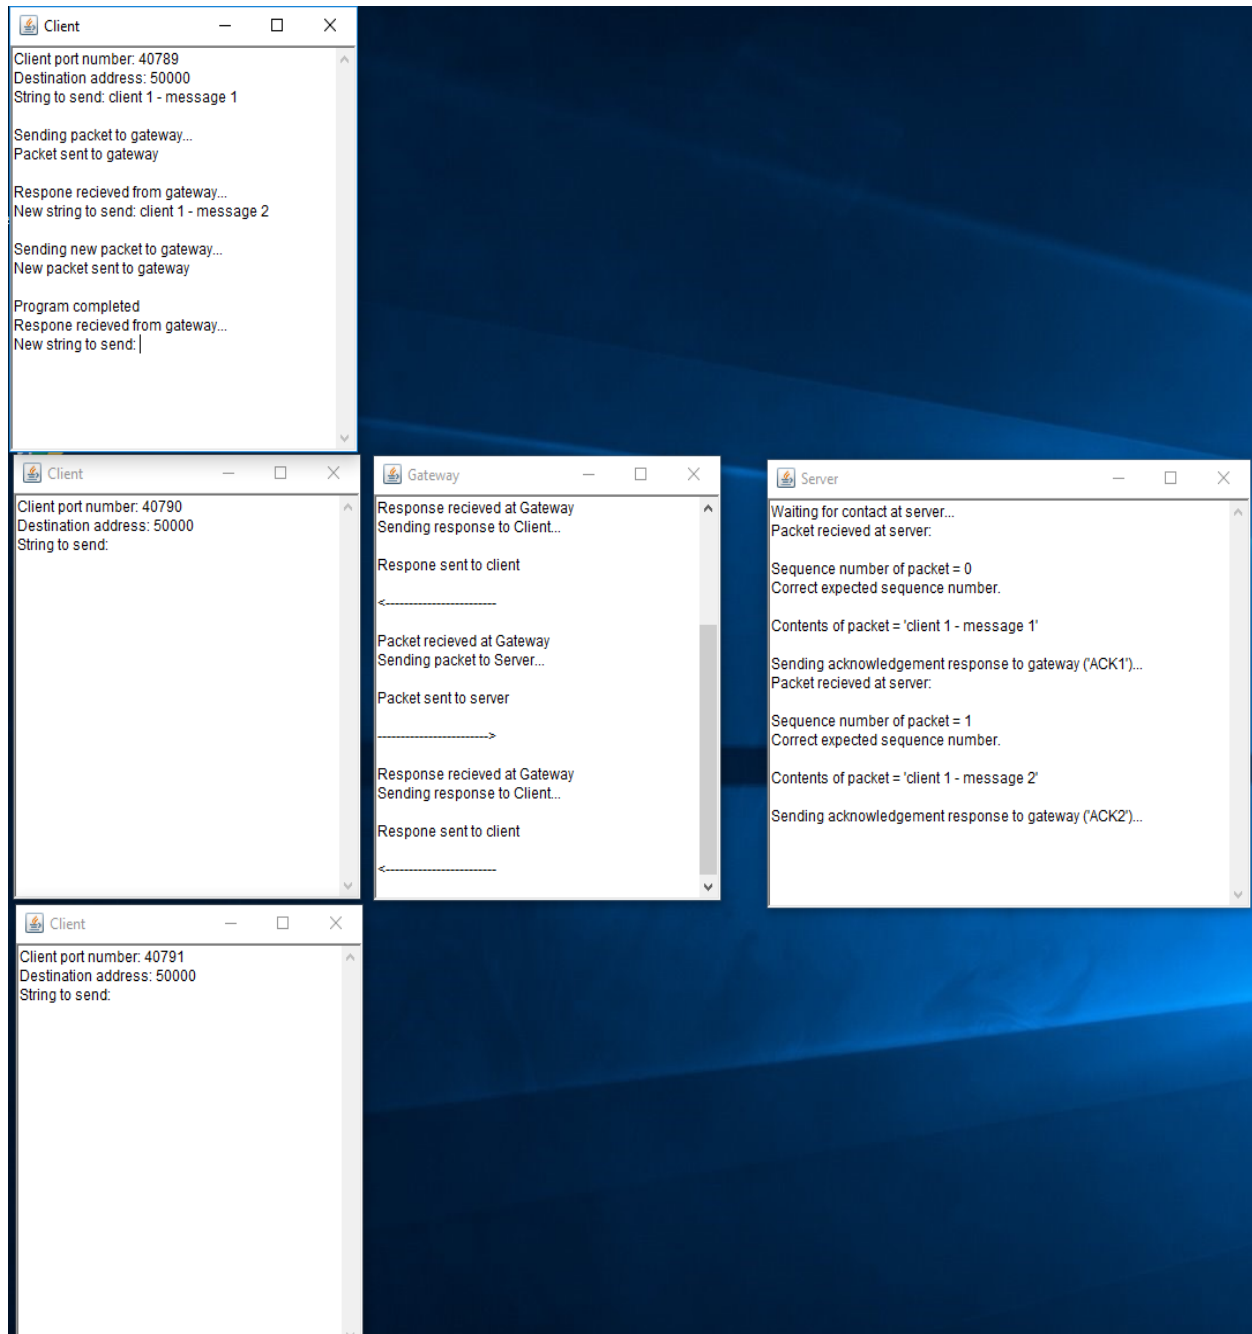 Client
Client port number: 40789
Destination address: 50000
String to send: client 1 - message 1
Sending packet to gateway...
Packet sent to gateway
Respone recieved from gateway...
New string to send: client 1 - message 2
Sending new packet to gateway...
New packet sent to gateway
Program completed
Respone recieved from gateway...
New string to send:
Client
Client port number: 40790
Destination address: 50000
String to send:
Gateway
Response recieved at Gateway
Sending response to Client...
Respone sent to client
<------------------------
Packet recieved at Gateway
Sending packet to Server...
Packet sent to server
------------------------>
Response recieved at Gateway
Sending response to Client...
Respone sent to client
<------------------------
Server
Waiting for contact at server...
Packet recieved at server:
Sequence number of packet = 0
Correct expected sequence number.
Contents of packet = 'client 1 - message 1'
Sending acknowledgement response to gateway ('ACK1')...
Packet recieved at server:
Sequence number of packet = 1
Correct expected sequence number.
Contents of packet = 'client 1 - message 2'
Sending acknowledgement response to gateway ('ACK2')...
Client
Client port number: 40791
Destination address: 50000
String to send: